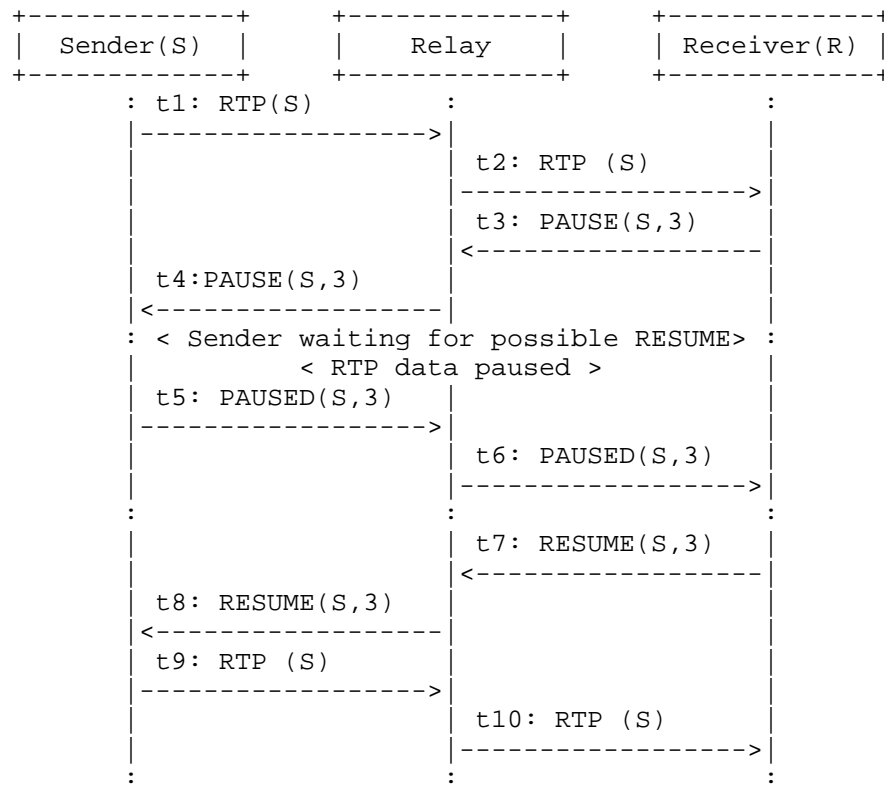 Sender(S) Relay Receiver(R)
t1: RTP(S)
t2: RTP (S)
t3: PAUSE(S,3)
t4:PAUSE(S,3)
< Sender waiting for possible RESUME>
< RTP data paused >
t5: PAUSED(S,3)
t6: PAUSED(S,3)
t7: RESUME(S,3)
t8: RESUME(S,3)
t9: RTP (S)
t10: RTP (S)